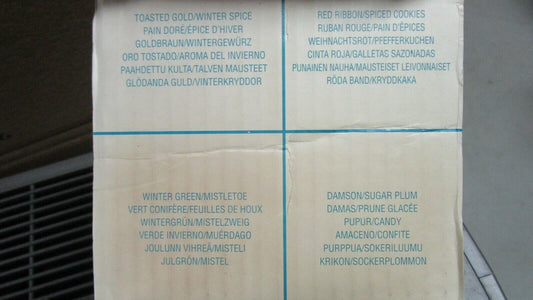 TOASTED GOLD/WINTER SPICE
PAIN DORÉ/ÉPICE D'HIVER
GOLDBRAUN/WINTERGEWÜRZ
ORO TOSTADO/AROMA DEL INVIERNO
PAAHDETTU KULTA/TALVEN MAUSTEET
GLÖDANDA GULD/VINTERKRYDDOR
RED RIBBON/SPICED COOKIES
RUBAN ROUGE/PAIN D'ÉPICES
WEIHNACHTSROT/PFEFFERKUCHEN
CINTA ROJA/GALLETAS SAZONADAS
PUNAINEN NAUHA/MAUSTEISET LEIVONNAISET
RÖDA BAND/KRYDDKAKA
WINTER GREEN/MISTLETOE
VERT CONIFÈRE/FEUILLES DE HOUX
WINTERGRÜN/MISTELZWEIG
VERDE INVIERNO/MUÉRDAGO
JOULUNN VIHREÄ/MISTELI
JULGRÖN/MISTEL
DAMSON/SUGAR PLUM
DAMAS/PRUNE GLACÉE
PUPUR/CANDY
AMACENO/CONFITE
PURPPUA/SOKERILUUMU
KRIKON/SOCKERPLOMMON